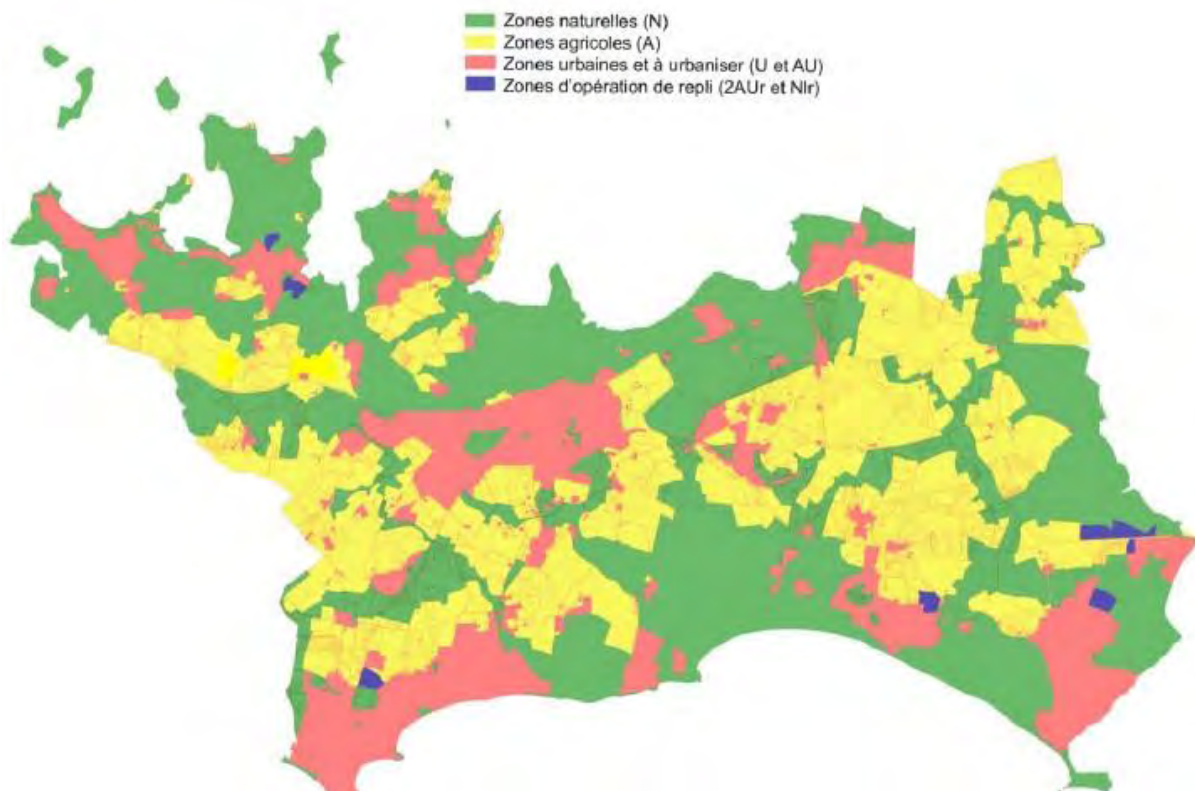 Zones naturelles (N)
Zones agricoles (A)
Zones urbaines et à urbaniser (U et AU)
Zones d'opération de repli (2AUr et Nlr)